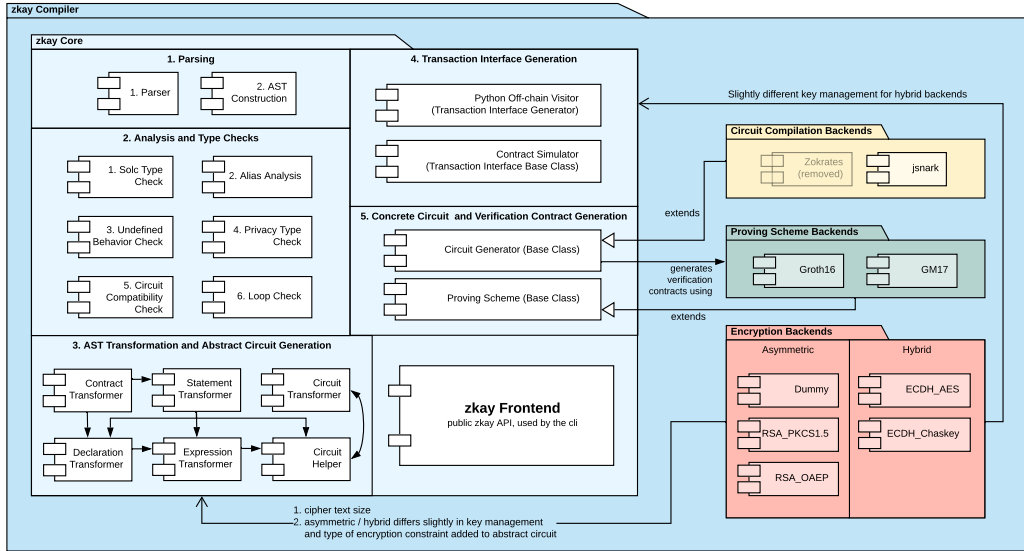 zkay Compiler
zkay Core
1. Parsing
1. Parser
2. AST
Construction
2. Analysis and Type Checks
1. Solc Type
Check
2. Alias Analysis
3. Undefined
Behavior Check
4. Privacy Type
Check
5. Circuit
Compatibility
Check
6. Loop Check
3. AST Transformation and Abstract Circuit Generation
Contract
Transformer
Statement
Transformer
Circuit
Transformer
Declaration
Transformer
Expression
Transformer
Circuit
Helper
4. Transaction Interface Generation
Python Off-chain Visitor
(Transaction Interface Generator)
Contract Simulator
(Transaction Interface Base Class)
5. Concrete Circuit and Verification Contract Generation
Circuit Generator (Base Class)
Proving Scheme (Base Class)
zkay Frontend
public zkay API, used by the cli
Slightly different key management for hybrid backends
Circuit Compilation Backends
Zokrates
(removed)
jsnark
extends
Proving Scheme Backends
Groth16
GM17
generates
verification
contracts using
extends
Encryption Backends
Asymmetric
Hybrid
Dummy
ECDH_AES
RSA_PKCS1.5
ECDH_Chaskey
RSA_OAEP
1. cipher text size
2. asymmetric / hybrid differs slightly in key management
and type of encryption constraint added to abstract circuit